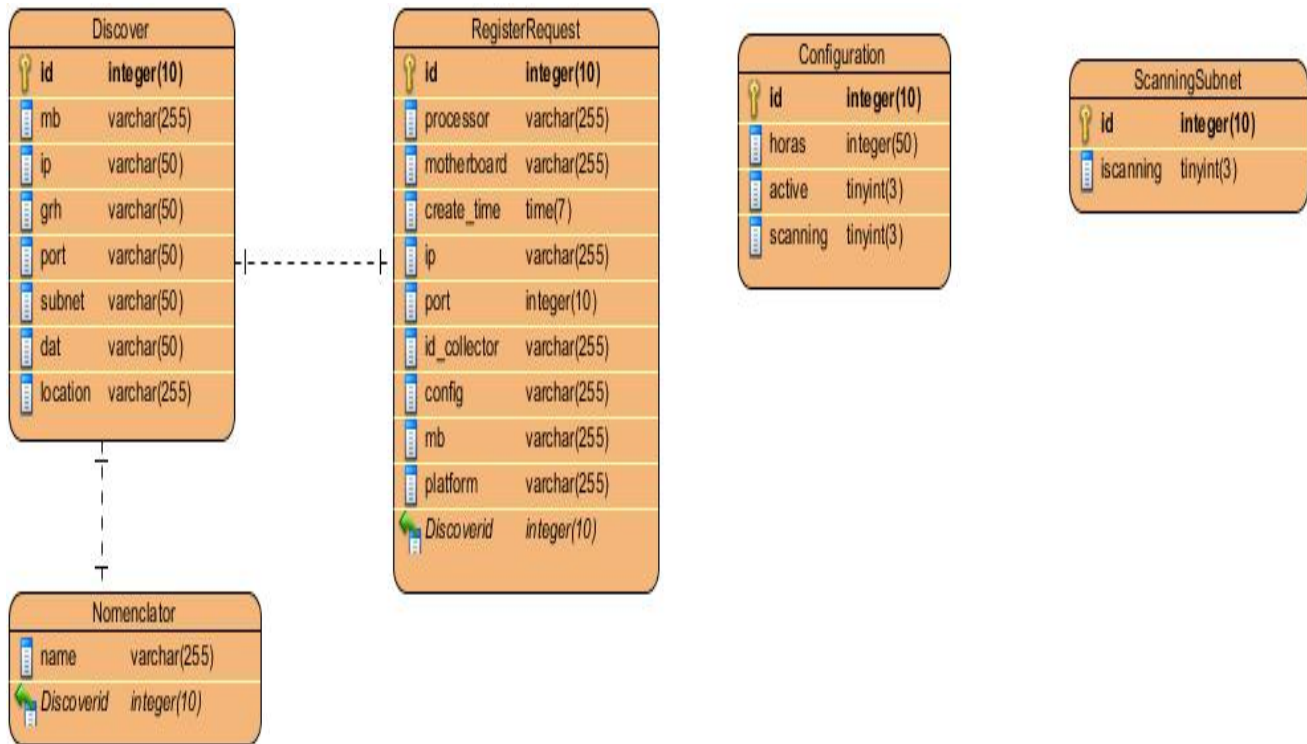 Discover
id integer(10)
mb varchar(255)
ip varchar(50)
grh varchar(50)
port varchar(50)
subnet varchar(50)
dat varchar(50)
location varchar(255)
RegisterRequest
id integer(10)
processor varchar(255)
motherboard varchar(255)
create_time time(7)
ip varchar(255)
port integer(10)
id_collector varchar(255)
config varchar(255)
mb varchar(255)
platform varchar(255)
Discoverid integer(10)
Configuration
id integer(10)
horas integer(50)
active tinyint(3)
scanning tinyint(3)
ScanningSubnet
id integer(10)
iscanning tinyint(3)
Nomenclator
name varchar(255)
Discoverid integer(10)